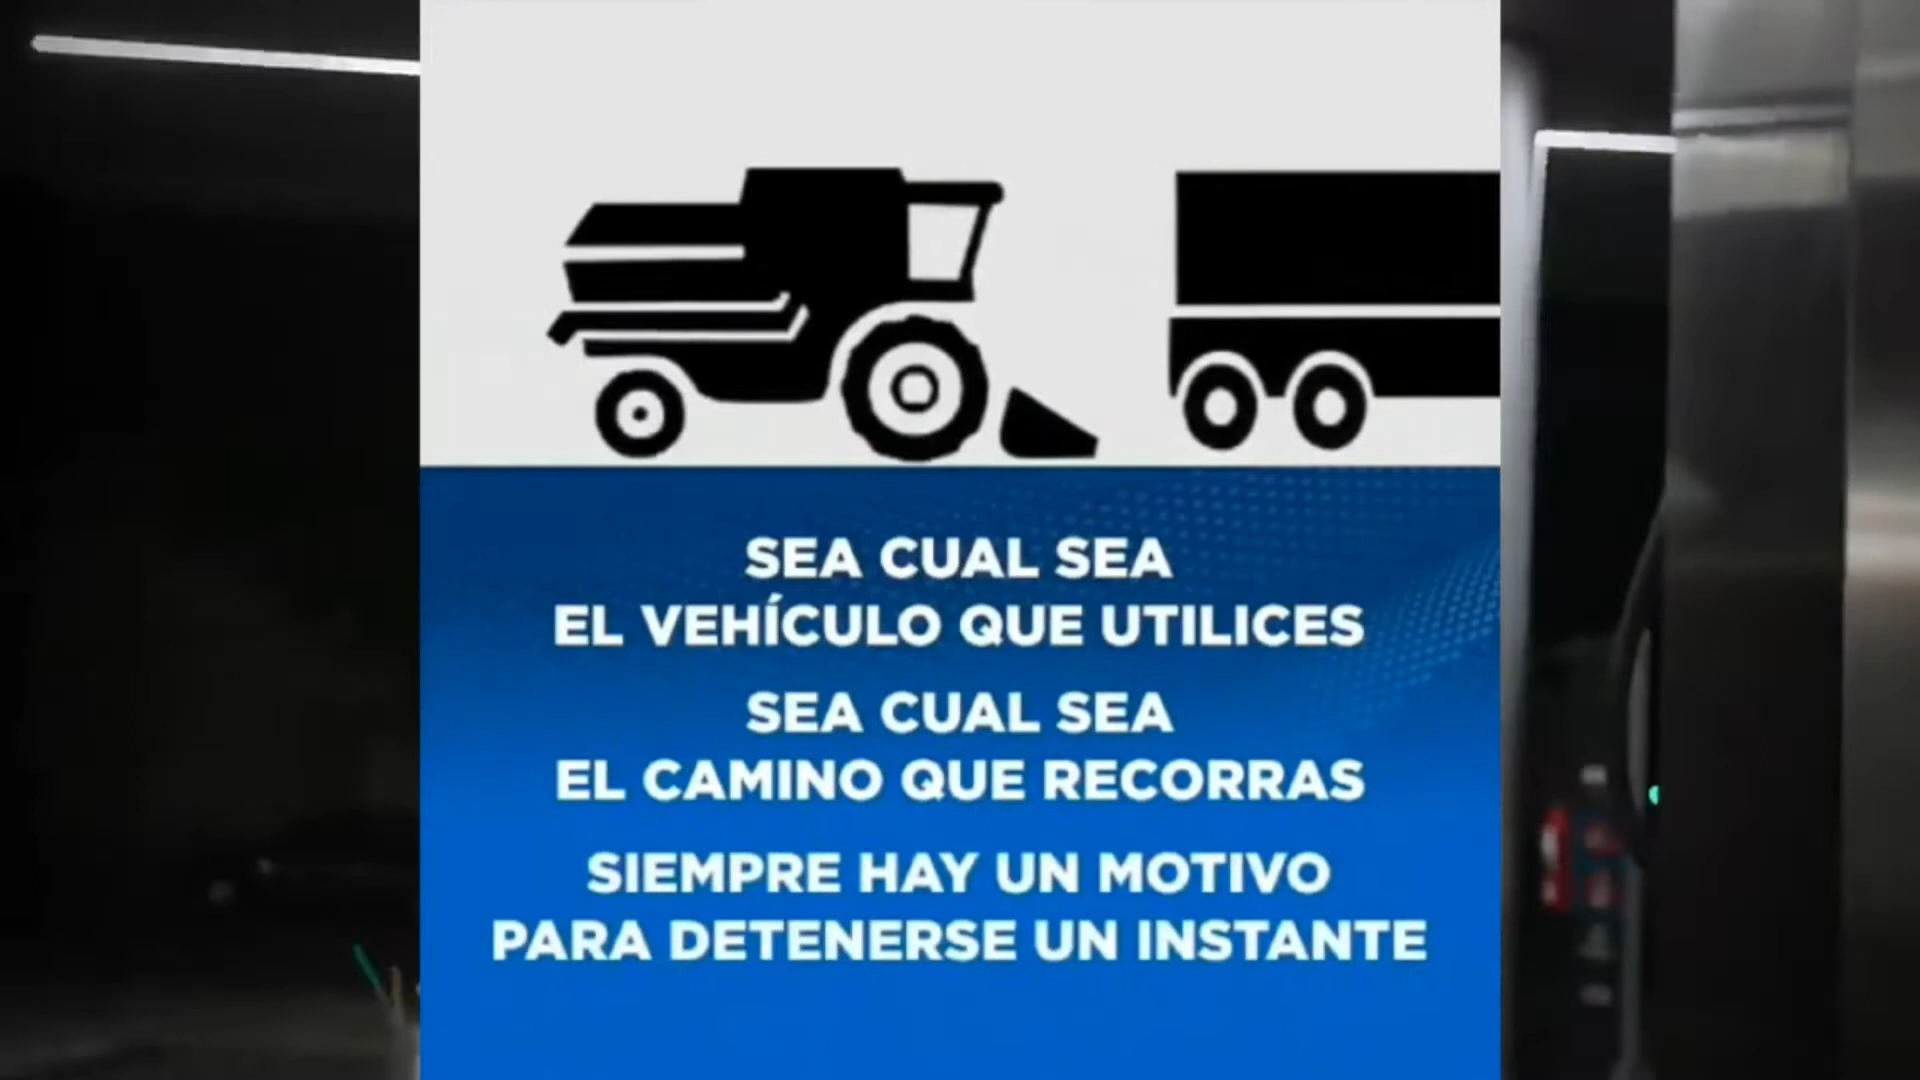 SEA CUAL SEA
EL VEHÍCULO QUE UTILICES
SEA CUAL SEA
EL CAMINO QUE RECORRAS
SIEMPRE HAY UN MOTIVO
PARA DETENERSE UN INSTANTE